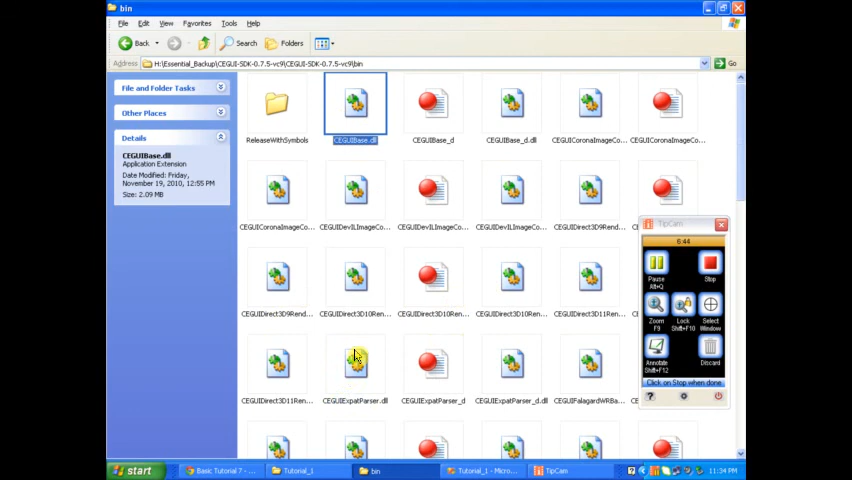 bin
File Edit View Favorites Tools Help
Back Search Folders
Address H:\Essential_Backup\CEGUI-SDK-0.7.5-vc9\CEGUI-SDK-0.7.5-vc9\bin Go
File and Folder Tasks
Other Places
Details
CEGUIBase.dll
Application Extension
Date Modified: Friday,
November 19, 2010, 12:55 PM
Size: 2.09 MB
ReleaseWithSymbols CEGUIBase.dll CEGUIBase_d CEGUIBase_d.dll CEGUICoronaImageCo... CEGUICoronaImageCo...
CEGUICoronaImageCo... CEGUIDevILImageCo... CEGUIDevILImageCo... CEGUIDevILImageCo... CEGUIDirect3D9Rend...
CEGUIDirect3D9Rend... CEGUIDirect3D10Ren... CEGUIDirect3D10Ren... CEGUIDirect3D10Ren... CEGUIDirect3D11Ren...
CEGUIDirect3D11Ren... CEGUIExpatParser.dll CEGUIExpatParser_d CEGUIExpatParser_d.dll CEGUIFalagardWRBa...
TipCam
6:44
Pause Stop
Alt+Q
Zoom Lock Select
F9 Shift+F10 Window
Annotate Discard
Shift+F12
Click on Stop when done
?
start Basic Tutorial 7 - ... Tutorial_1 bin Tutorial_1 - Micro... TipCam ? 11:34 PM